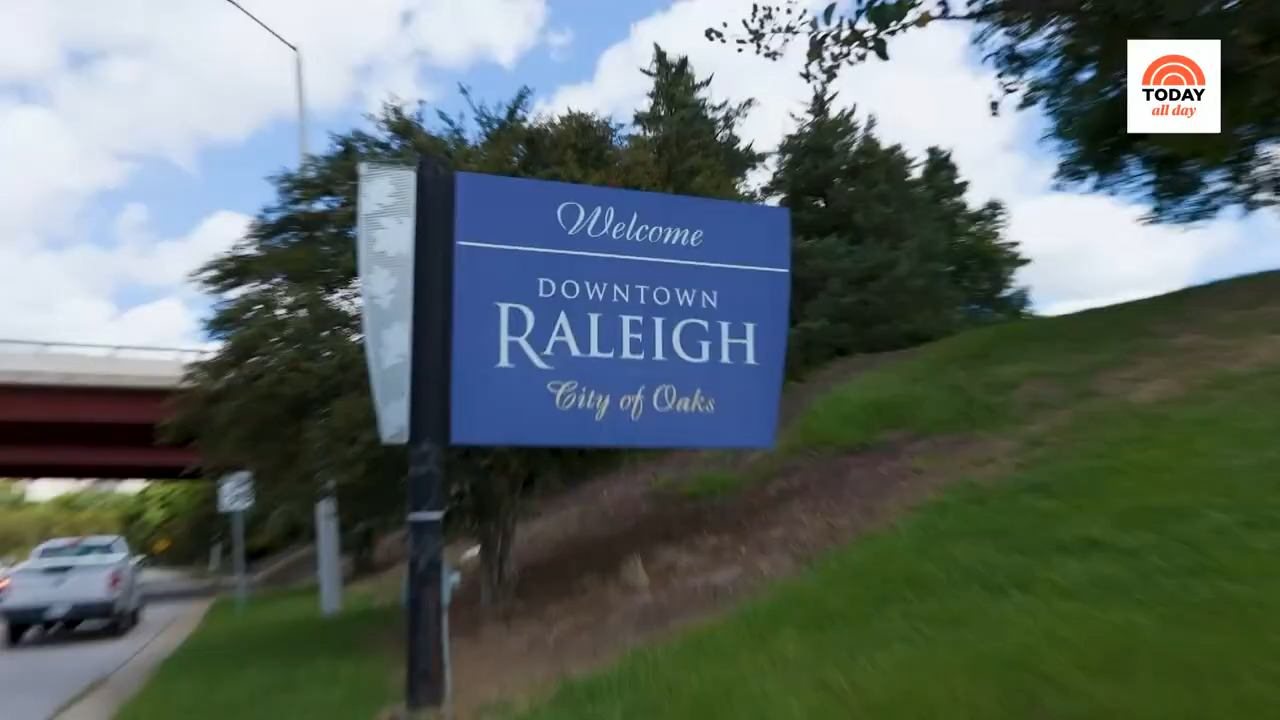 Welcome
DOWNTOWN
RALEIGH
City of Oaks
TODAY
all day